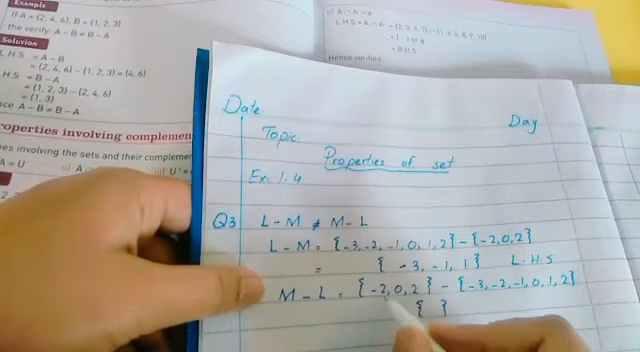 EXAMPLE
If A = {2, 4, 6}, B = {1, 2, 3}
the verify: A - B ≠ B - A
Solution
L.H.S = A - B
= {2, 4, 6} - {1, 2, 3} = {4, 6}
H.S = B - A
= {1, 2, 3} - {2, 4, 6}
= {1, 3}
nce A - B ≠ B - A
roperties involving complemen
ies involving the sets and their complemen
A = U
ii)
iii) U' =
A ∩ A' = ϕ
L.H.S = A ∩ A'
= R.H.S
Hence verified
Date
Day
Topic:
Properties of set
Ex: 1.4
Q3 L - M ≠ M - L
L - M = {-3, -2, -1, 0, 1, 2} - {-2, 0, 2}
= {-3, -1, 1} L.H.S
M - L = {-2, 0, 2} - {-3, -2, -1, 0, 1, 2}
{ }